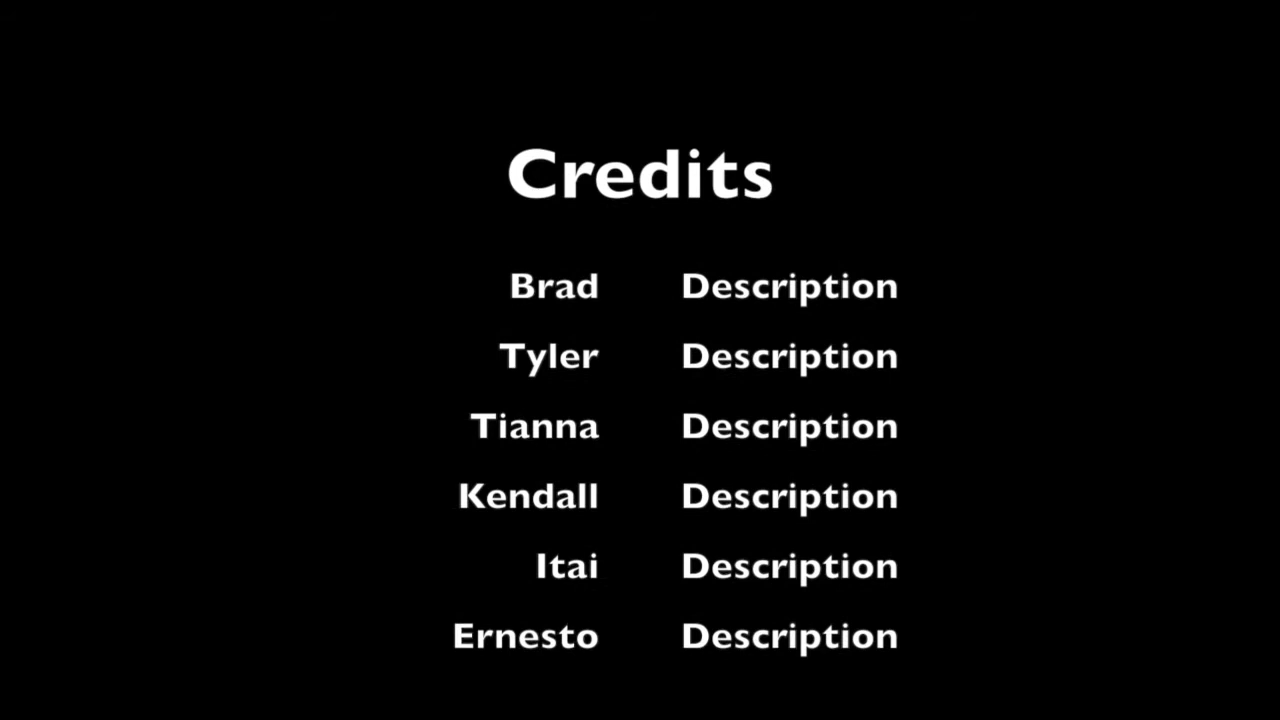 Credits
Brad Description
Tyler Description
Tianna Description
Kendall Description
Itai Description
Ernesto Description